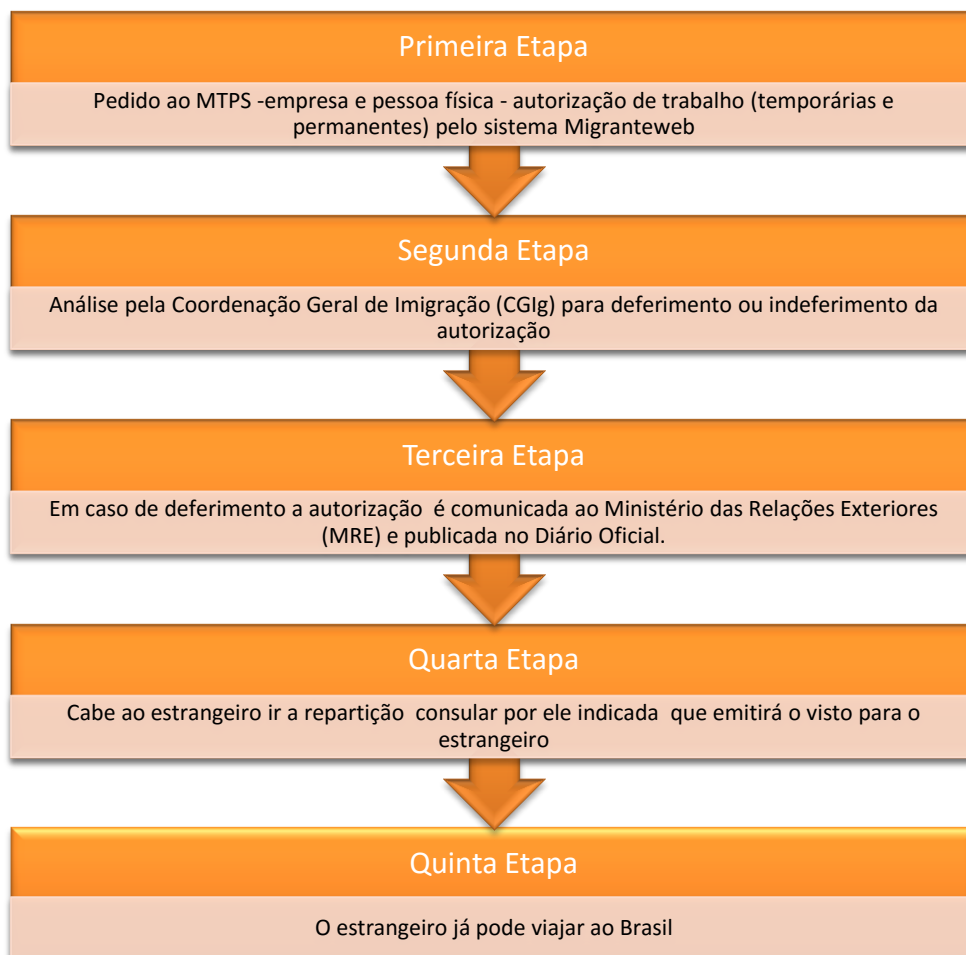 Primeira Etapa
Pedido ao MTPS -empresa e pessoa física - autorização de trabalho (temporárias e
permanentes) pelo sistema Migranteweb
Segunda Etapa
Análise pela Coordenação Geral de Imigração (CGIg) para deferimento ou indeferimento da
autorização
Terceira Etapa
Em caso de deferimento a autorização é comunicada ao Ministério das Relações Exteriores
(MRE) e publicada no Diário Oficial.
Quarta Etapa
Cabe ao estrangeiro ir a repartição consular por ele indicada que emitirá o visto para o
estrangeiro
Quinta Etapa
O estrangeiro já pode viajar ao Brasil